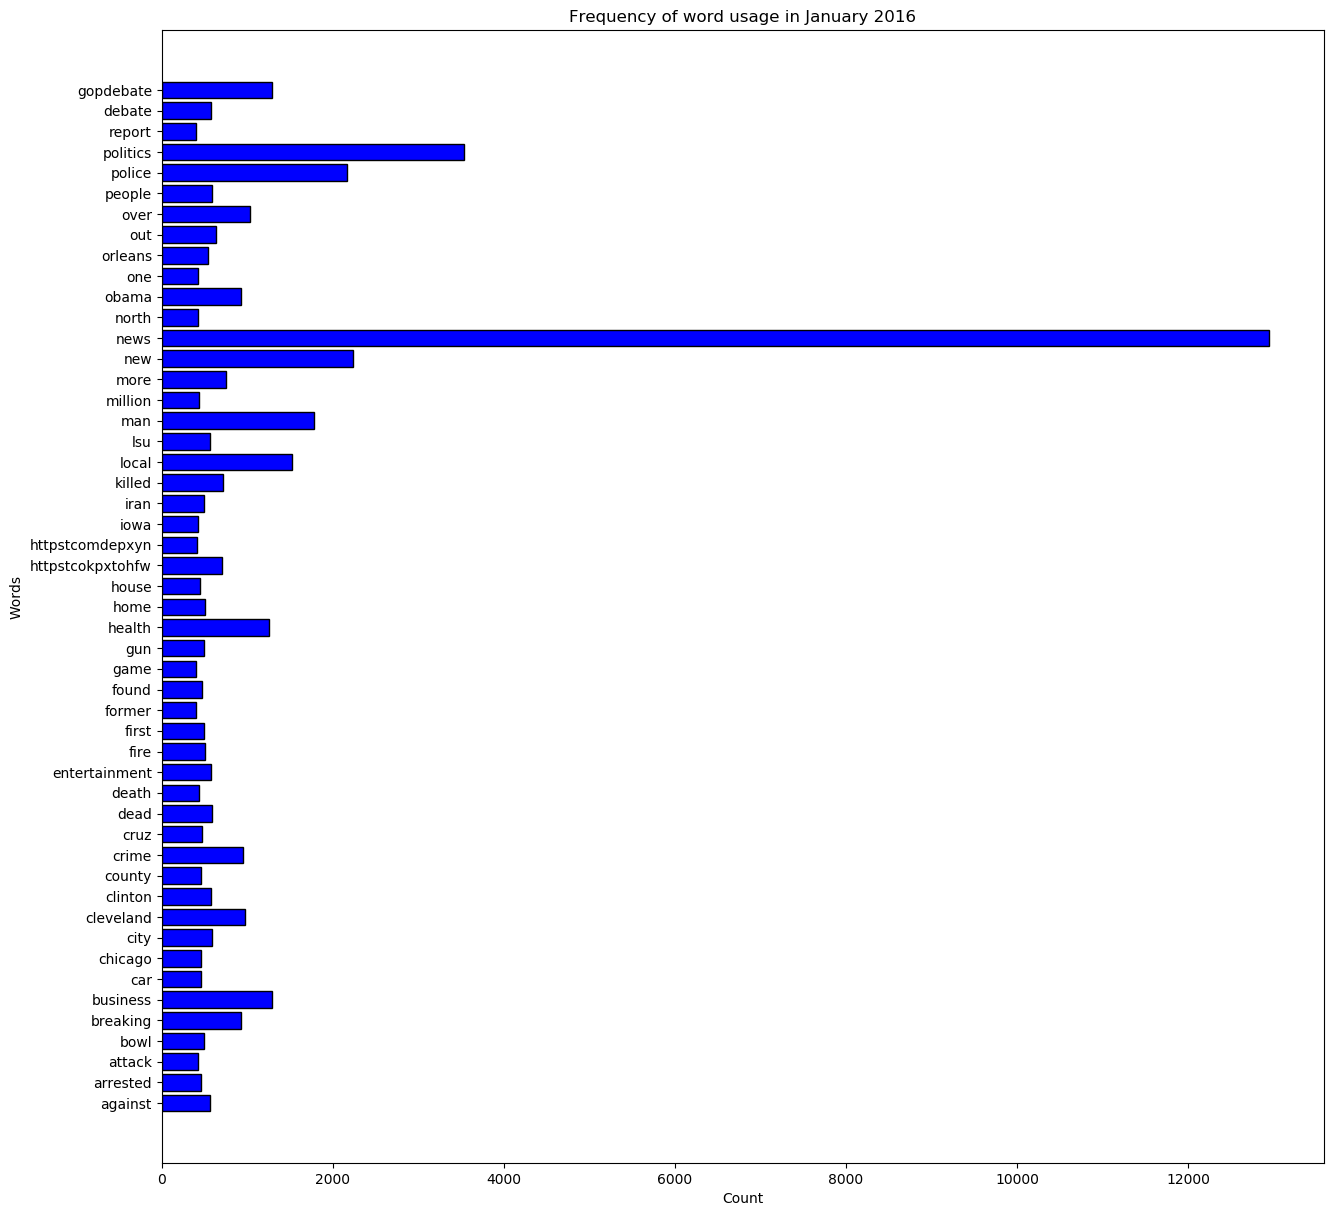 Frequency of word usage in January 2016
gopdebate
debate
report
politics
police
people
over
out
orleans
one
obama
north
news
new
more
million
man
lsu
local
killed
iran
iowa
httpstcomdepxyn
httpstcokpxtohfw
house
home
health
gun
game
found
former
first
fire
entertainment
death
dead
cruz
crime
county
clinton
cleveland
city
chicago
car
business
breaking
bowl
attack
arrested
against
Words
0 2000 4000 6000 8000 10000 12000
Count